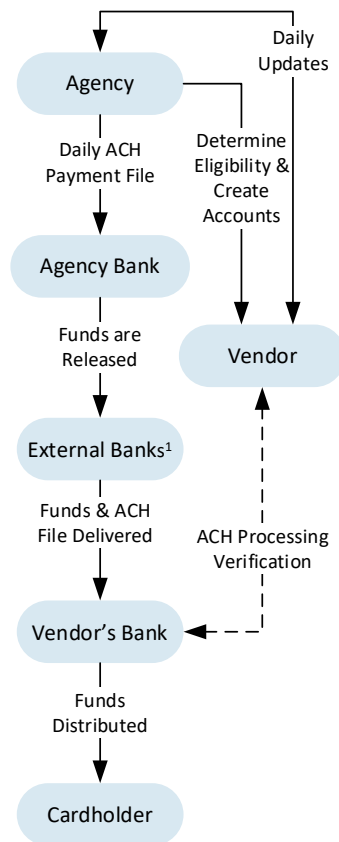 Daily
Updates
Agency
Daily ACH
Payment File
Determine
Eligibility &
Create
Accounts
Agency Bank
Funds are
Released
Vendor
External Banks¹
Funds & ACH
File Delivered
ACH Processing
Verification
Vendor's Bank
Funds
Distributed
Cardholder